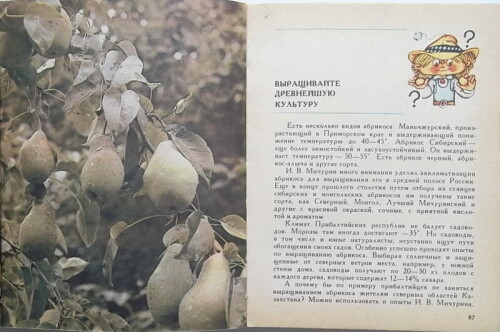 ?
?
ВЫРАЩИВАЙТЕ
ДРЕВНЕЙШУЮ
КУЛЬТУРУ
Есть несколько видов абрикоса. Маньчжурский, произ-
растающий в Приморском крае и выдерживающий пони-
жение температуры до 40—45°. Абрикос Сибирский —
еще более зимостойкий и засухоустойчивый. Он выдержи-
вает температуру — 50—55°. Есть абрикос черный, абри-
кос-алыча и другие сорта.
И. В. Мичурин много внимания уделял акклиматизации
абрикоса для выращивания его в средней полосе России.
Еще в конце прошлого столетия путем отбора из сеянцев
сибирских и монгольских абрикосов им получены такие
сорта, как Северный, Монгол, Лучший Мичуринский и
другие с красивой окраской, сочные, с приятной кисло-
той и ароматом.
Климат Прибалтийских республик не балует садово-
дов. Морозы там иногда достигают —35°. Но садоводы,
в том числе и юные натуралисты, неустанно ищут пути
обогащения своих садов. Особенно успешно проходят опыты
по выращиванию абрикоса. Выбирая солнечные и защи-
щенные от северных ветров места, например, у южной
стены дома, садоводы получают по 20—30 кг плодов с
каждого дерева, которые содержат 12—14% сахара.
А почему бы по примеру прибалтийцев не заняться
выращиванием абрикоса жителям северных областей Ка-
захстана? Можно использовать и опыты И. В. Мичурина,
87